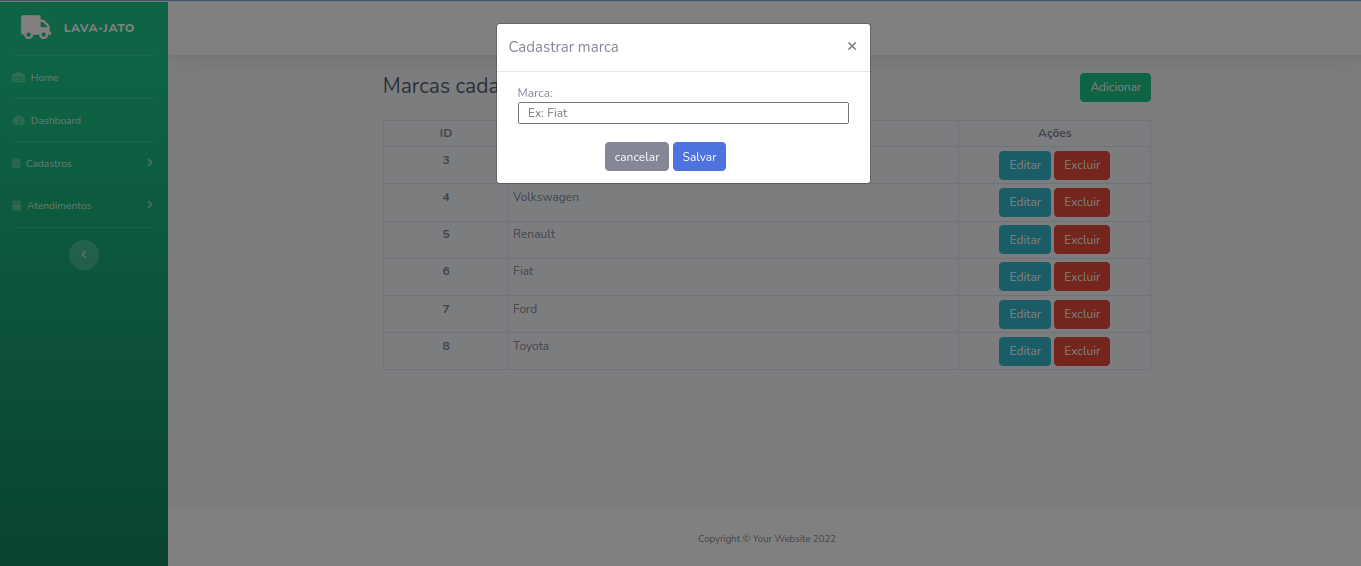 LAVA-JATO
Home
Dashboard
Cadastros
Atendimentos
Cadastrar marca ×
Marca:
Ex: Fiat
cancelar Salvar
Marcas cada
Adicionar
ID Ações
3 Editar Excluir
4 Volkswagen Editar Excluir
5 Renault Editar Excluir
6 Fiat Editar Excluir
7 Ford Editar Excluir
8 Toyota Editar Excluir
Copyright © Your Website 2022